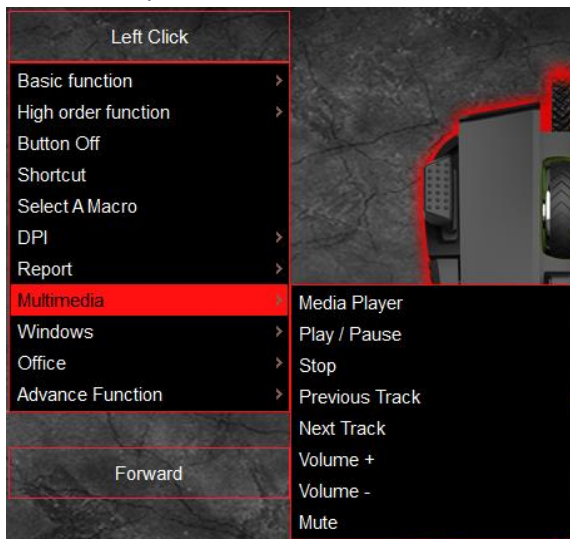 Left Click
Basic function
High order function
Button Off
Shortcut
Select A Macro
DPI
Report
Multimedia
Windows
Office
Advance Function
Forward
Media Player
Play / Pause
Stop
Previous Track
Next Track
Volume +
Volume -
Mute